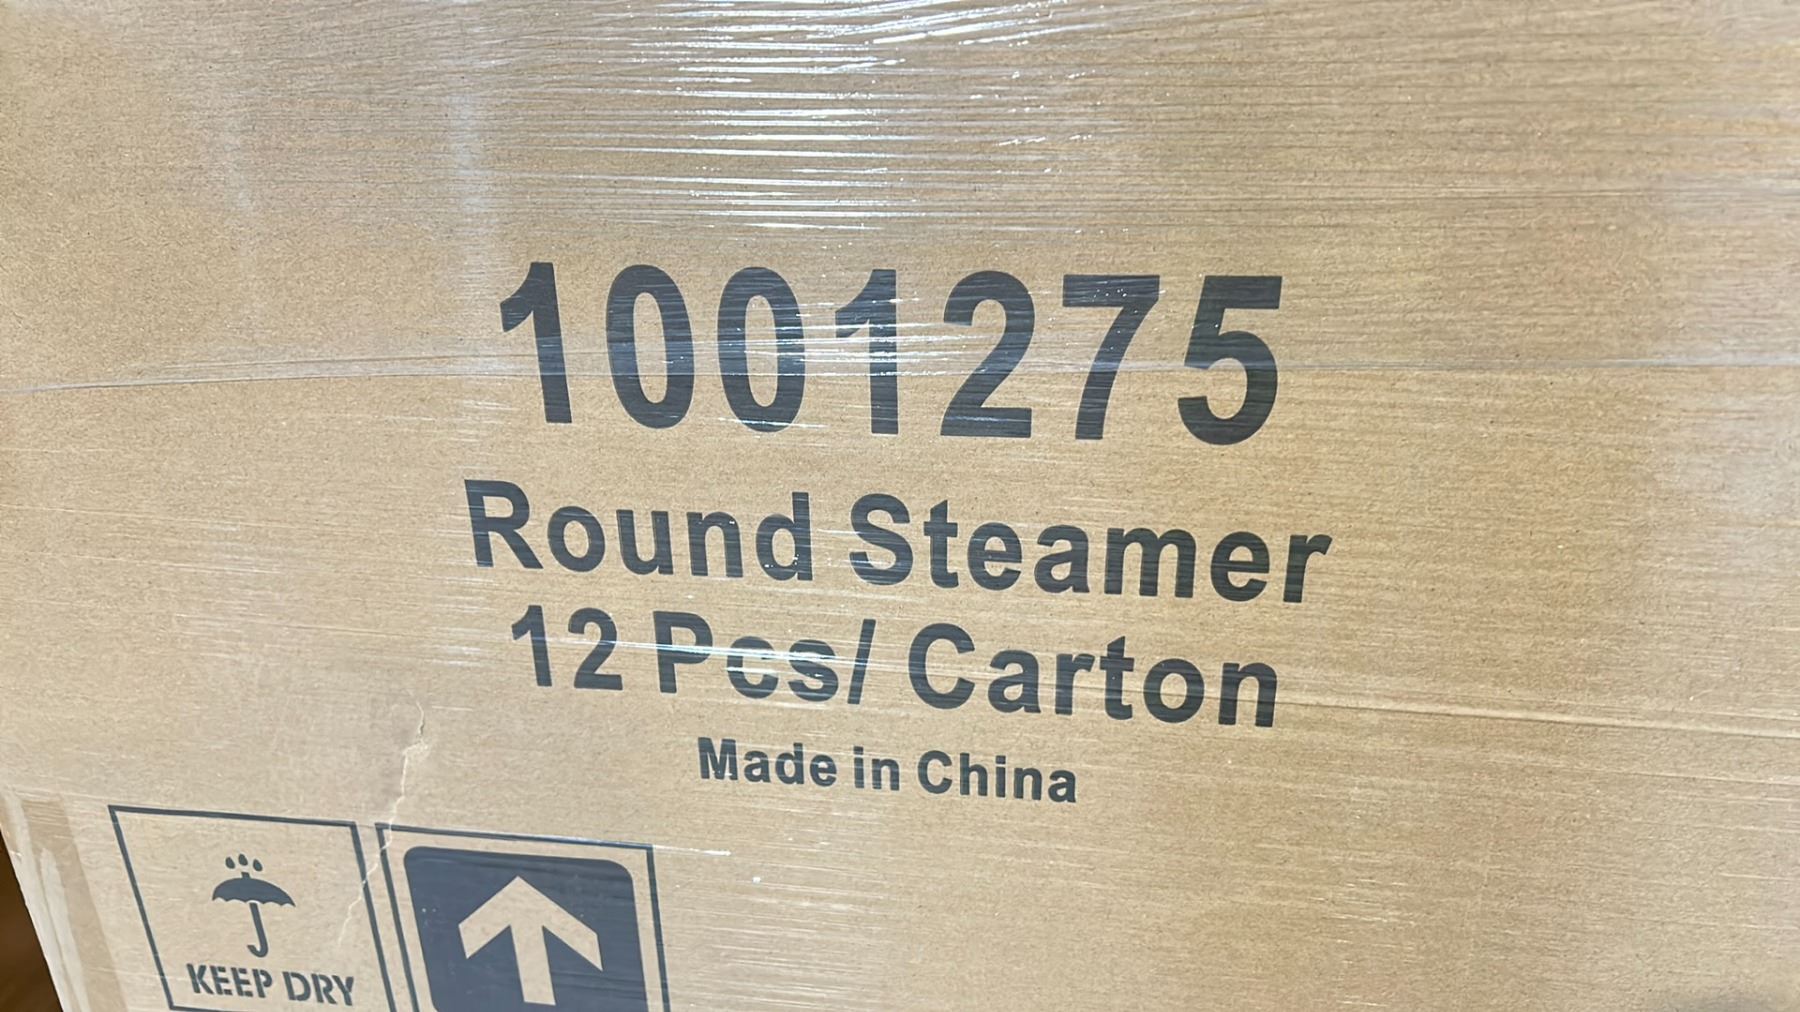 1001275
Round Steamer
12 Pcs/ Carton
Made in China
KEEP DRY